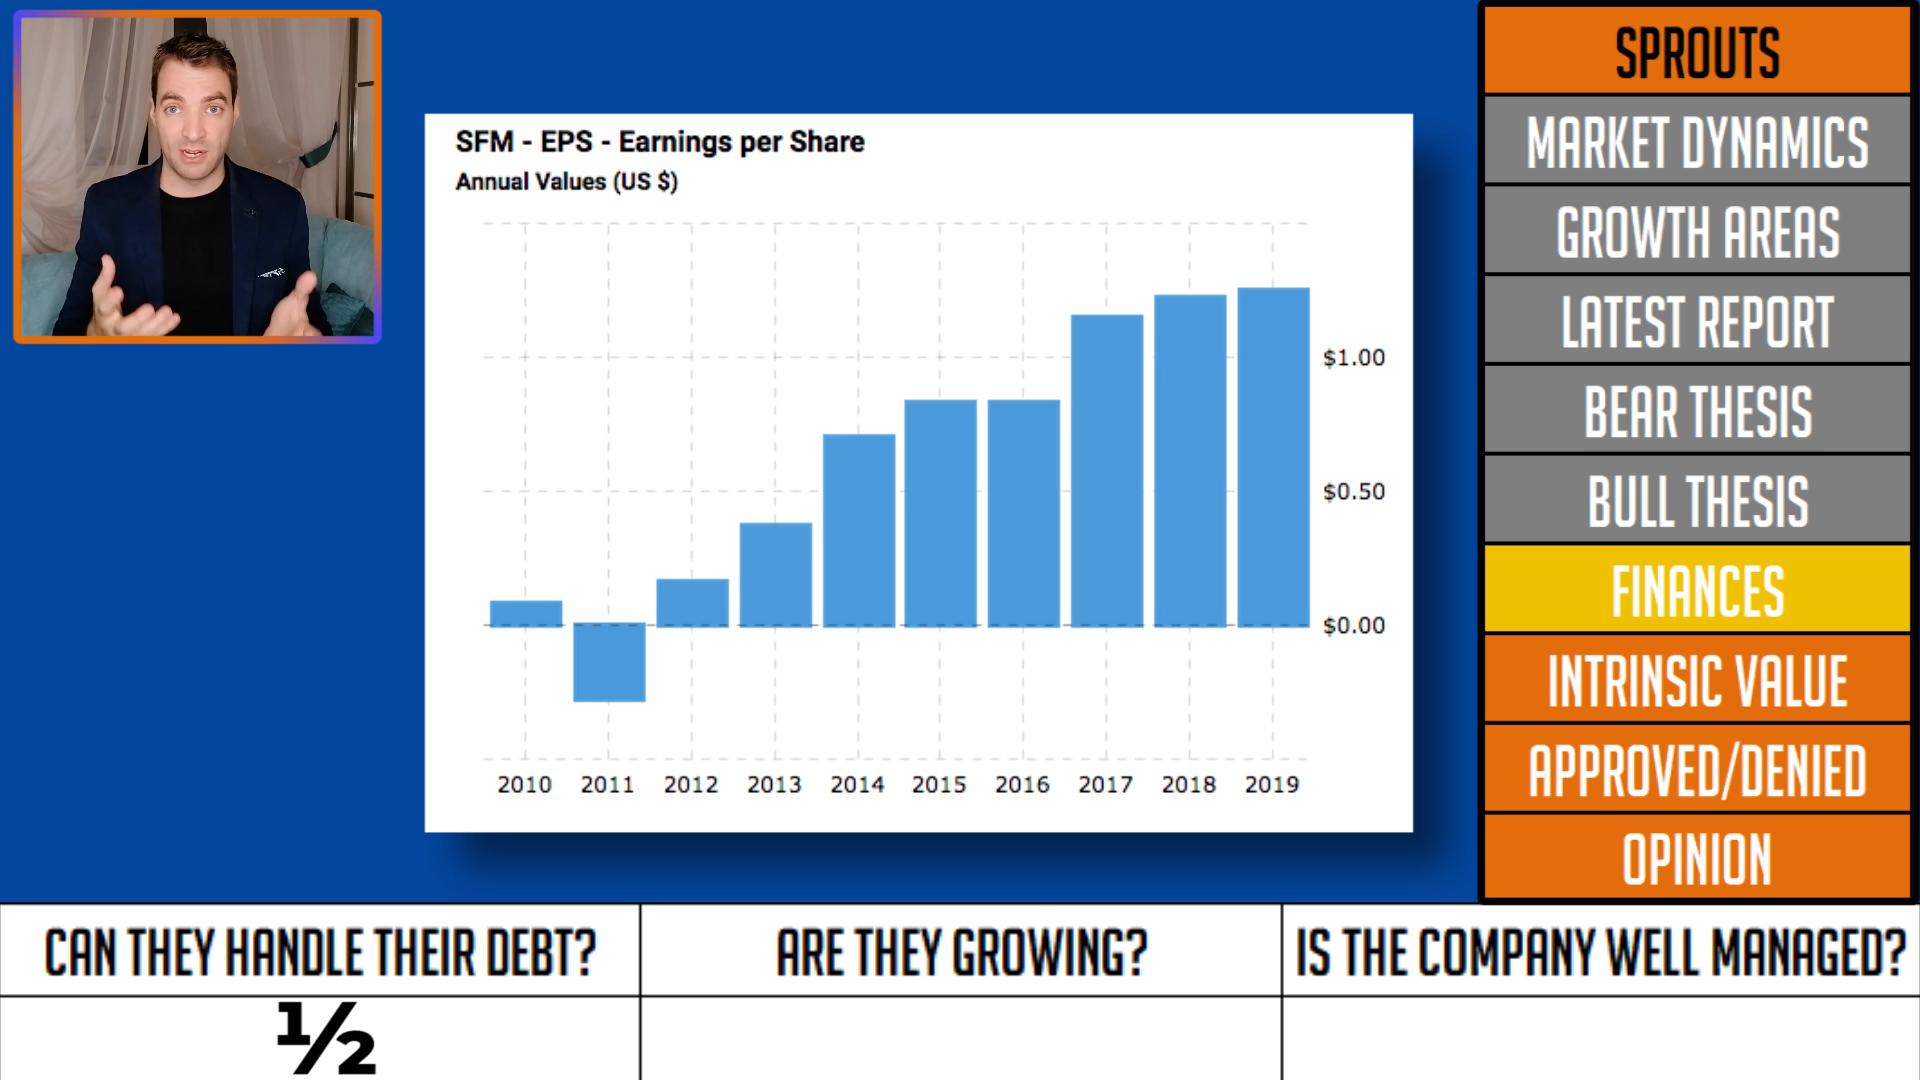 SFM - EPS - Earnings per Share
Annual Values (US $)
$1.00
$0.50
$0.00
2010 2011 2012 2013 2014 2015 2016 2017 2018 2019
SPROUTS
MARKET DYNAMICS
GROWTH AREAS
LATEST REPORT
BEAR THESIS
BULL THESIS
FINANCES
INTRINSIC VALUE
APPROVED/DENIED
OPINION
CAN THEY HANDLE THEIR DEBT? ARE THEY GROWING? IS THE COMPANY WELL MANAGED?
½